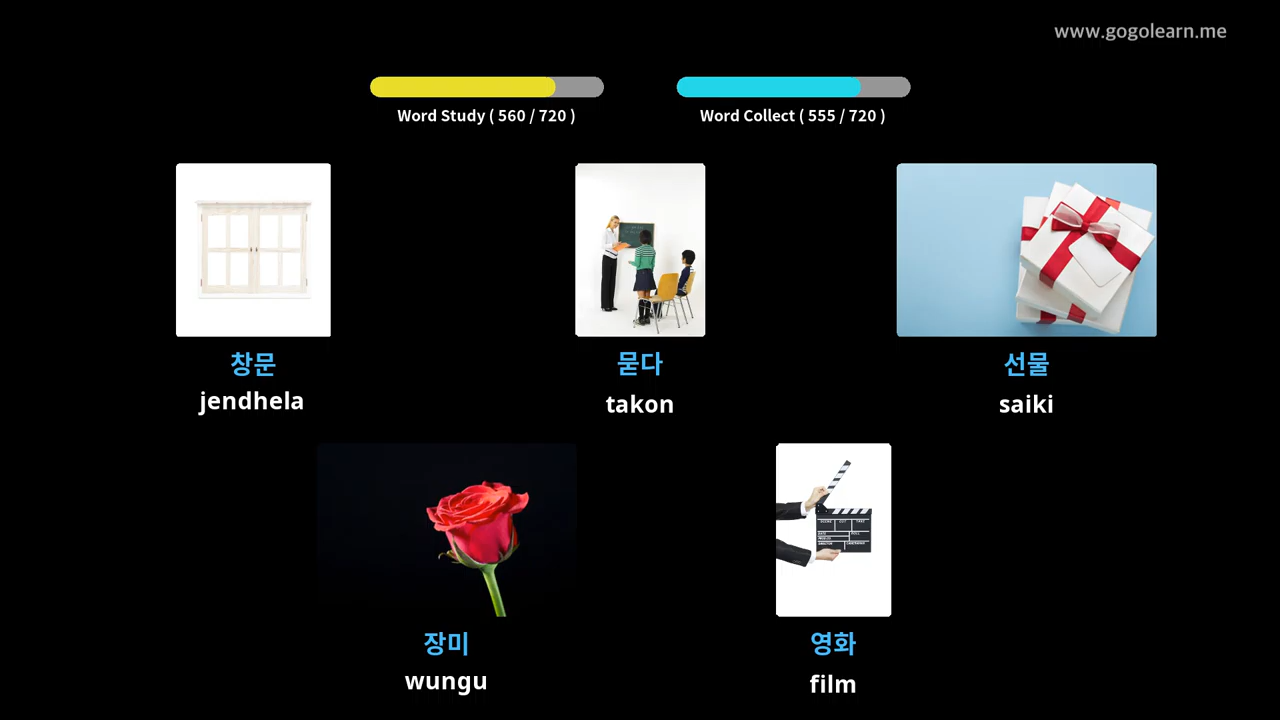 www.gogolearn.me
Word Study ( 560 / 720 )
Word Collect ( 555 / 720 )
창문
jendhela
묻다
takon
선물
saiki
장미
wungu
영화
film